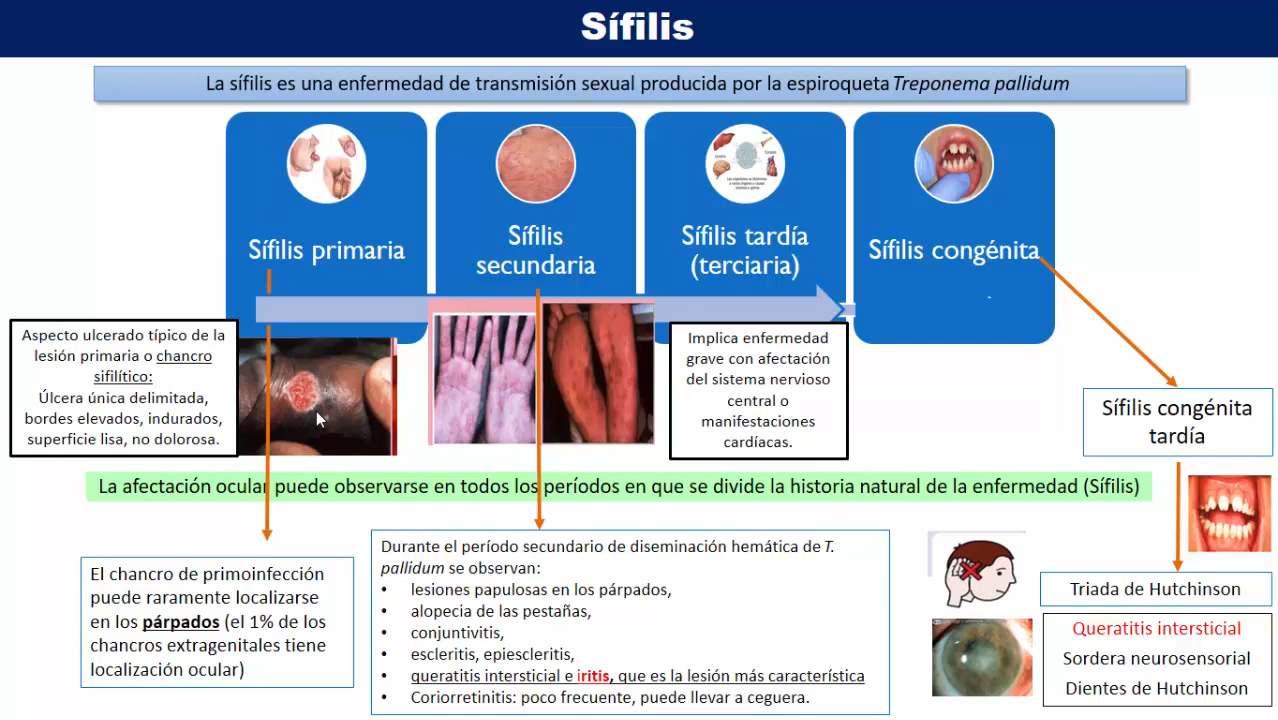 Sífilis
La sífilis es una enfermedad de transmisión sexual producida por la espiroqueta Treponema pallidum
Sífilis primaria
Sífilis
secundaria
Sífilis tardía
(terciaria)
Sífilis congénita
Aspecto ulcerado típico de la
lesión primaria o chancro
sifilítico:
Úlcera única delimitada,
bordes elevados, indurados,
superficie lisa, no dolorosa.
Implica enfermedad
grave con afectación
del sistema nervioso
central o
manifestaciones
cardíacas.
Sífilis congénita
tardía
La afectación ocular puede observarse en todos los períodos en que se divide la historia natural de la enfermedad (Sífilis)
El chancro de primoinfección
puede raramente localizarse
en los párpados (el 1% de los
chancros extragenitales tiene
localización ocular)
Durante el período secundario de diseminación hemática de T.
pallidum se observan:
• lesiones papulosas en los párpados,
• alopecia de las pestañas,
• conjuntivitis,
• escleritis, epiescleritis,
• queratitis intersticial e iritis, que es la lesión más característica
• Coriorretinitis: poco frecuente, puede llevar a ceguera.
Triada de Hutchinson
Queratitis intersticial
Sordera neurosensorial
Dientes de Hutchinson